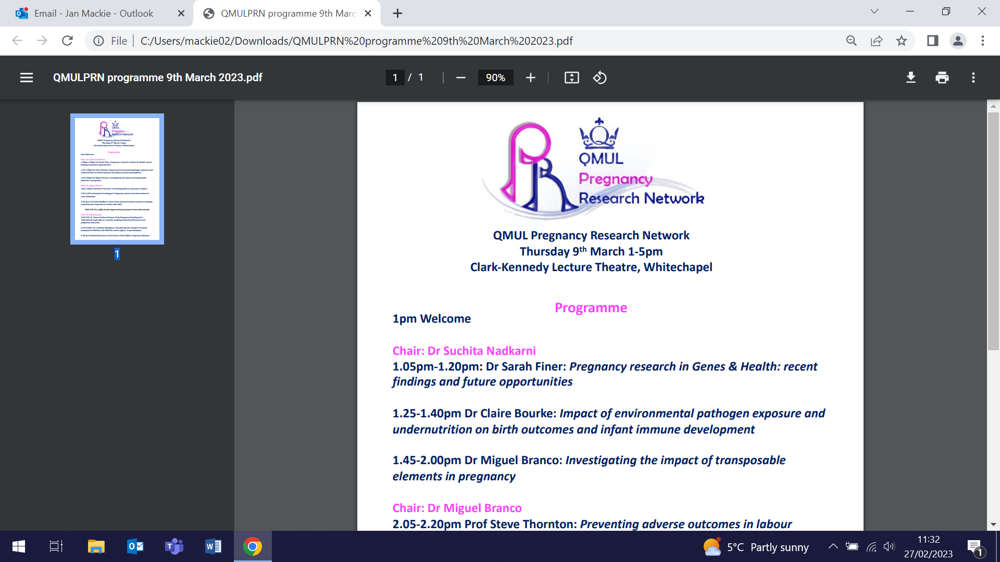 Email - Jan Mackie - Outlook
QMULPRN programme 9th Marc
File
C:/Users/mackie02/Downloads/QMULPRN%20programme%209th%20March%202023.pdf
QMULPRN programme 9th March 2023.pdf
1 / 1
90%
QMUL
Pregnancy
Research Network
QMUL Pregnancy Research Network
Thursday 9th March 1-5pm
Clark-Kennedy Lecture Theatre, Whitechapel
Programme
1pm Welcome
Chair: Dr Suchita Nadkarni
1.05pm-1.20pm: Dr Sarah Finer: Pregnancy research in Genes & Health: recent
findings and future opportunities
1.25-1.40pm Dr Claire Bourke: Impact of environmental pathogen exposure and
undernutrition on birth outcomes and infant immune development
1.45-2.00pm Dr Miguel Branco: Investigating the impact of transposable
elements in pregnancy
Chair: Dr Miguel Branco
2.05-2.20pm Prof Steve Thornton: Preventing adverse outcomes in labour
1
5°C Partly sunny
11:32
27/02/2023
1